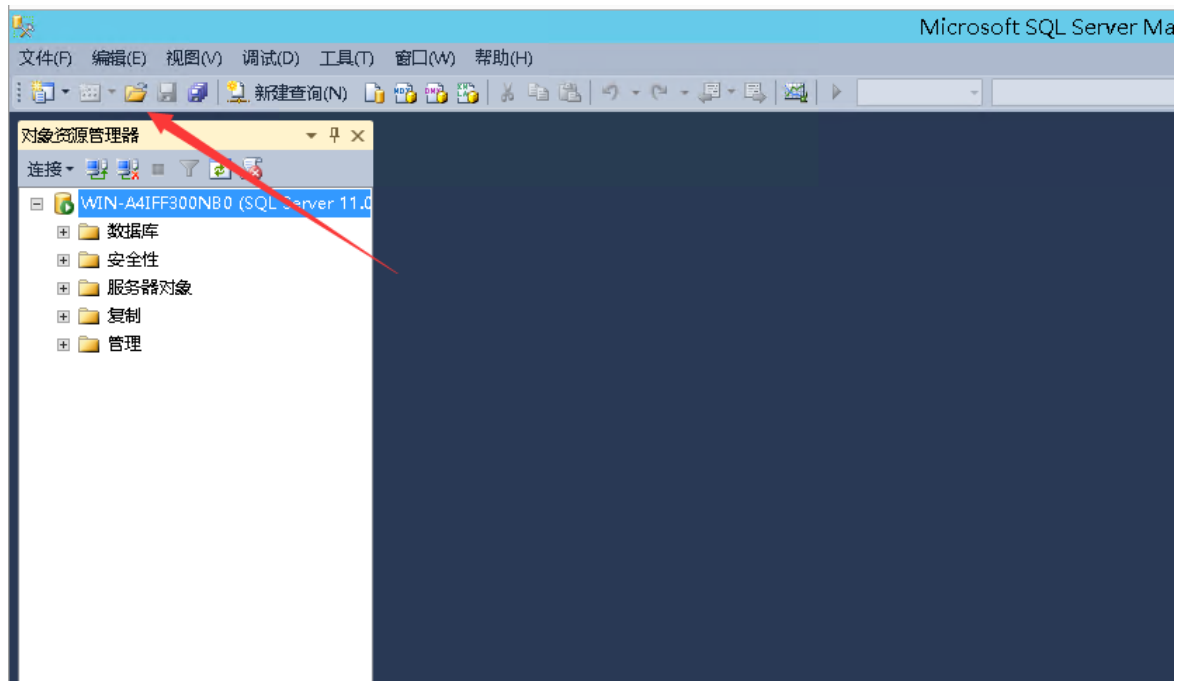 Microsoft SQL Server Ma
文件(F) 编辑(E) 视图(V) 调试(D) 工具(T) 窗口(W) 帮助(H)
新建查询(N)
对象资源管理器
连接
WIN-A4IFF300NB0 (SQL Server 11.0
数据库
安全性
服务器对象
复制
管理